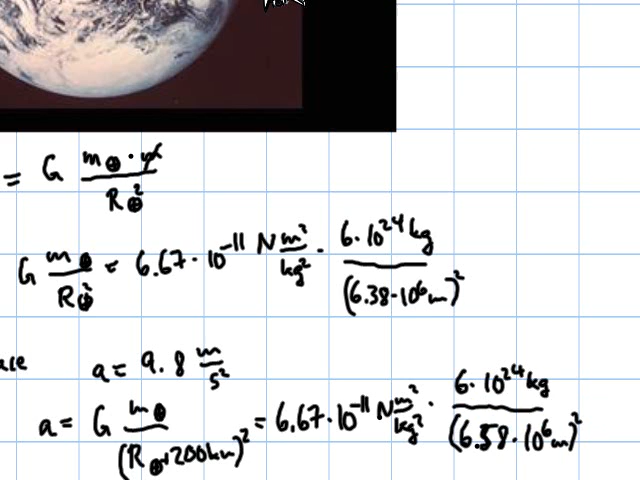 = G m⊕ · m / R⊕²
G m⊕ / R⊕² = 6.67 · 10⁻¹¹ N m² / kg² · 6 · 10²⁴ kg / (6.38 · 10⁶ m)²
a = 9.8 m / s²
a = G m⊕ / (R⊕ + 200 km)² = 6.67 · 10⁻¹¹ N m² / kg² · 6 · 10²⁴ kg / (6.58 · 10⁶ m)²